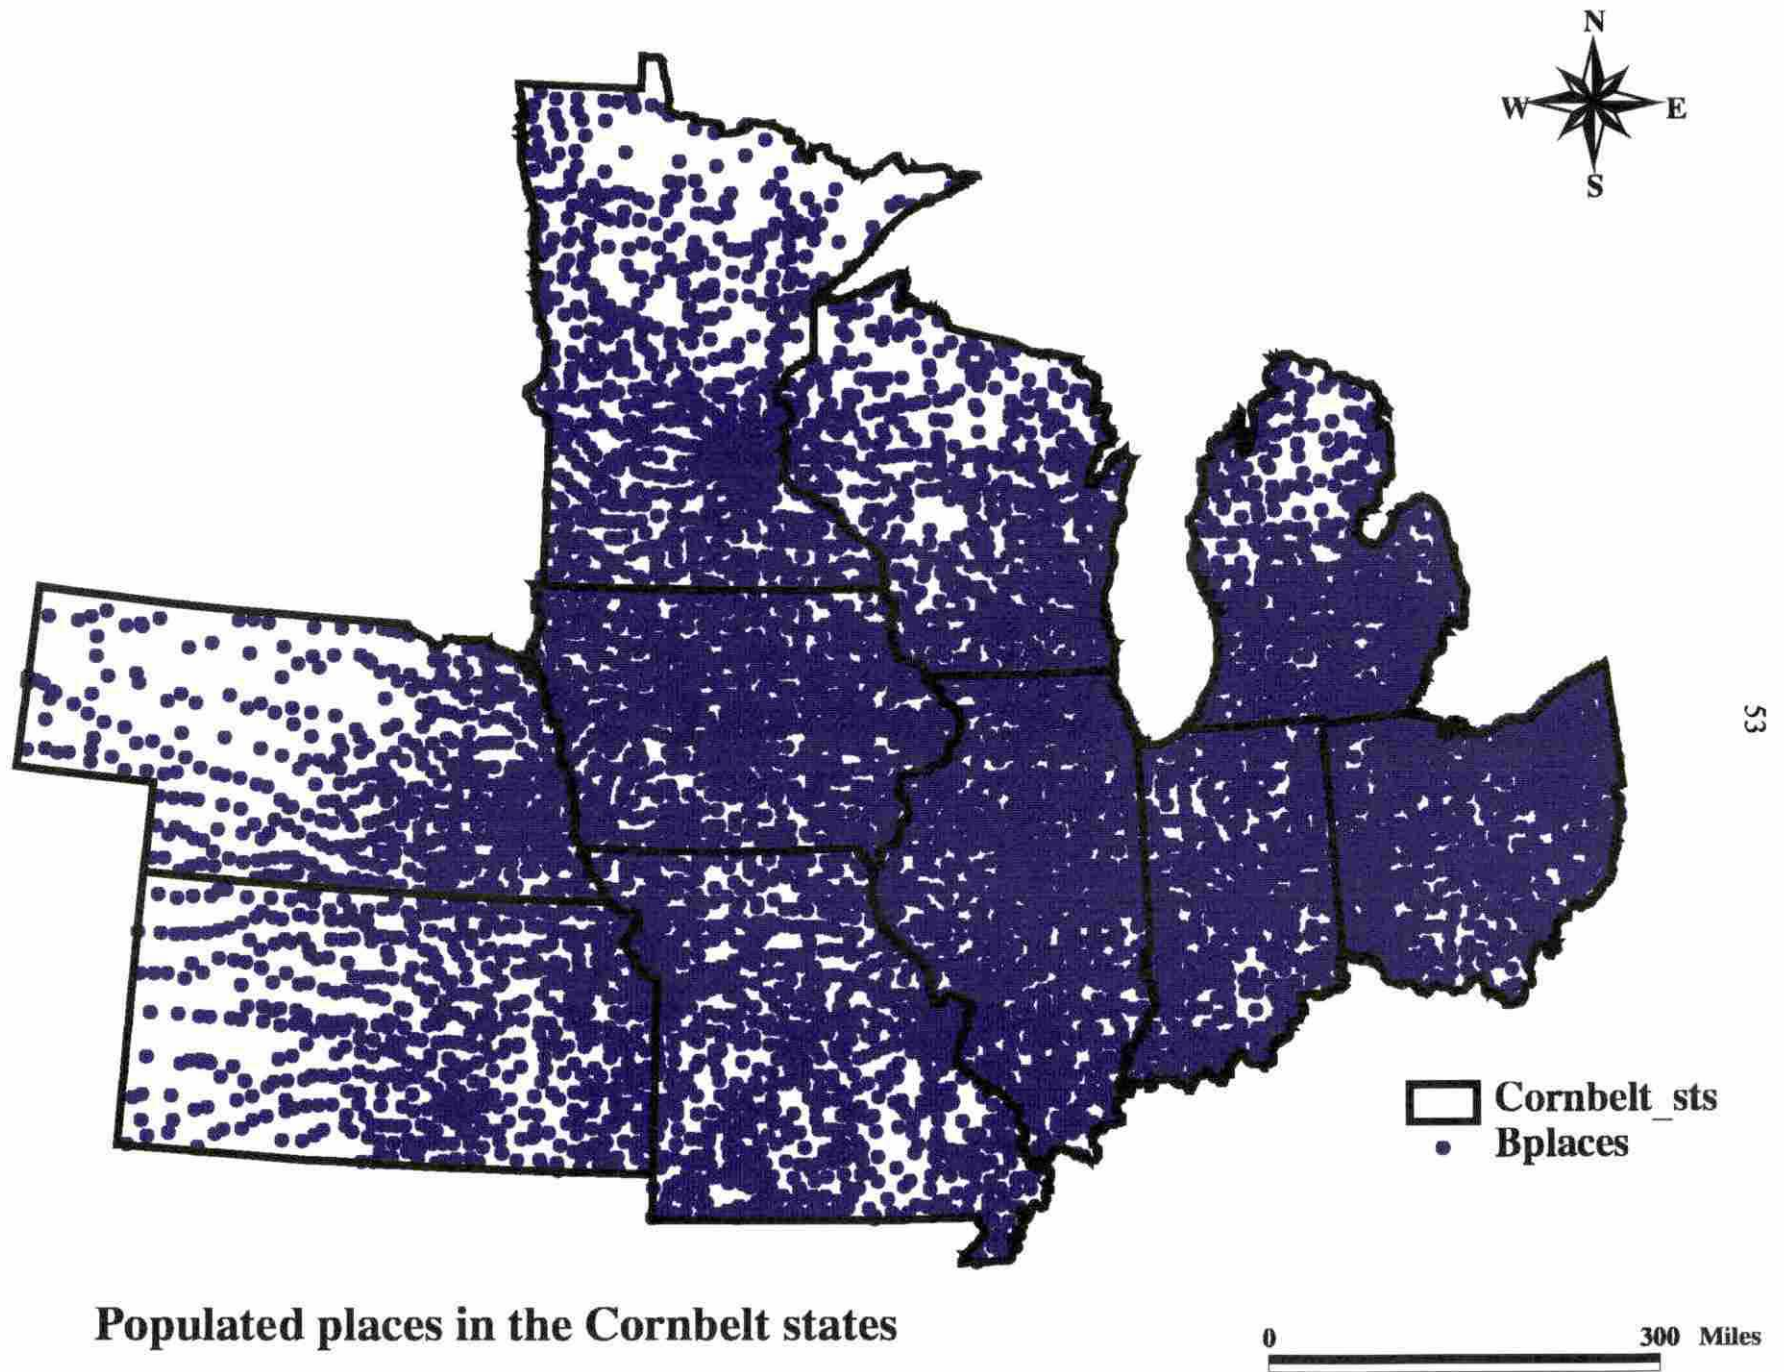 N
W E
S
53
Cornbelt_sts
Bplaces
Populated places in the Cornbelt states
0 300 Miles